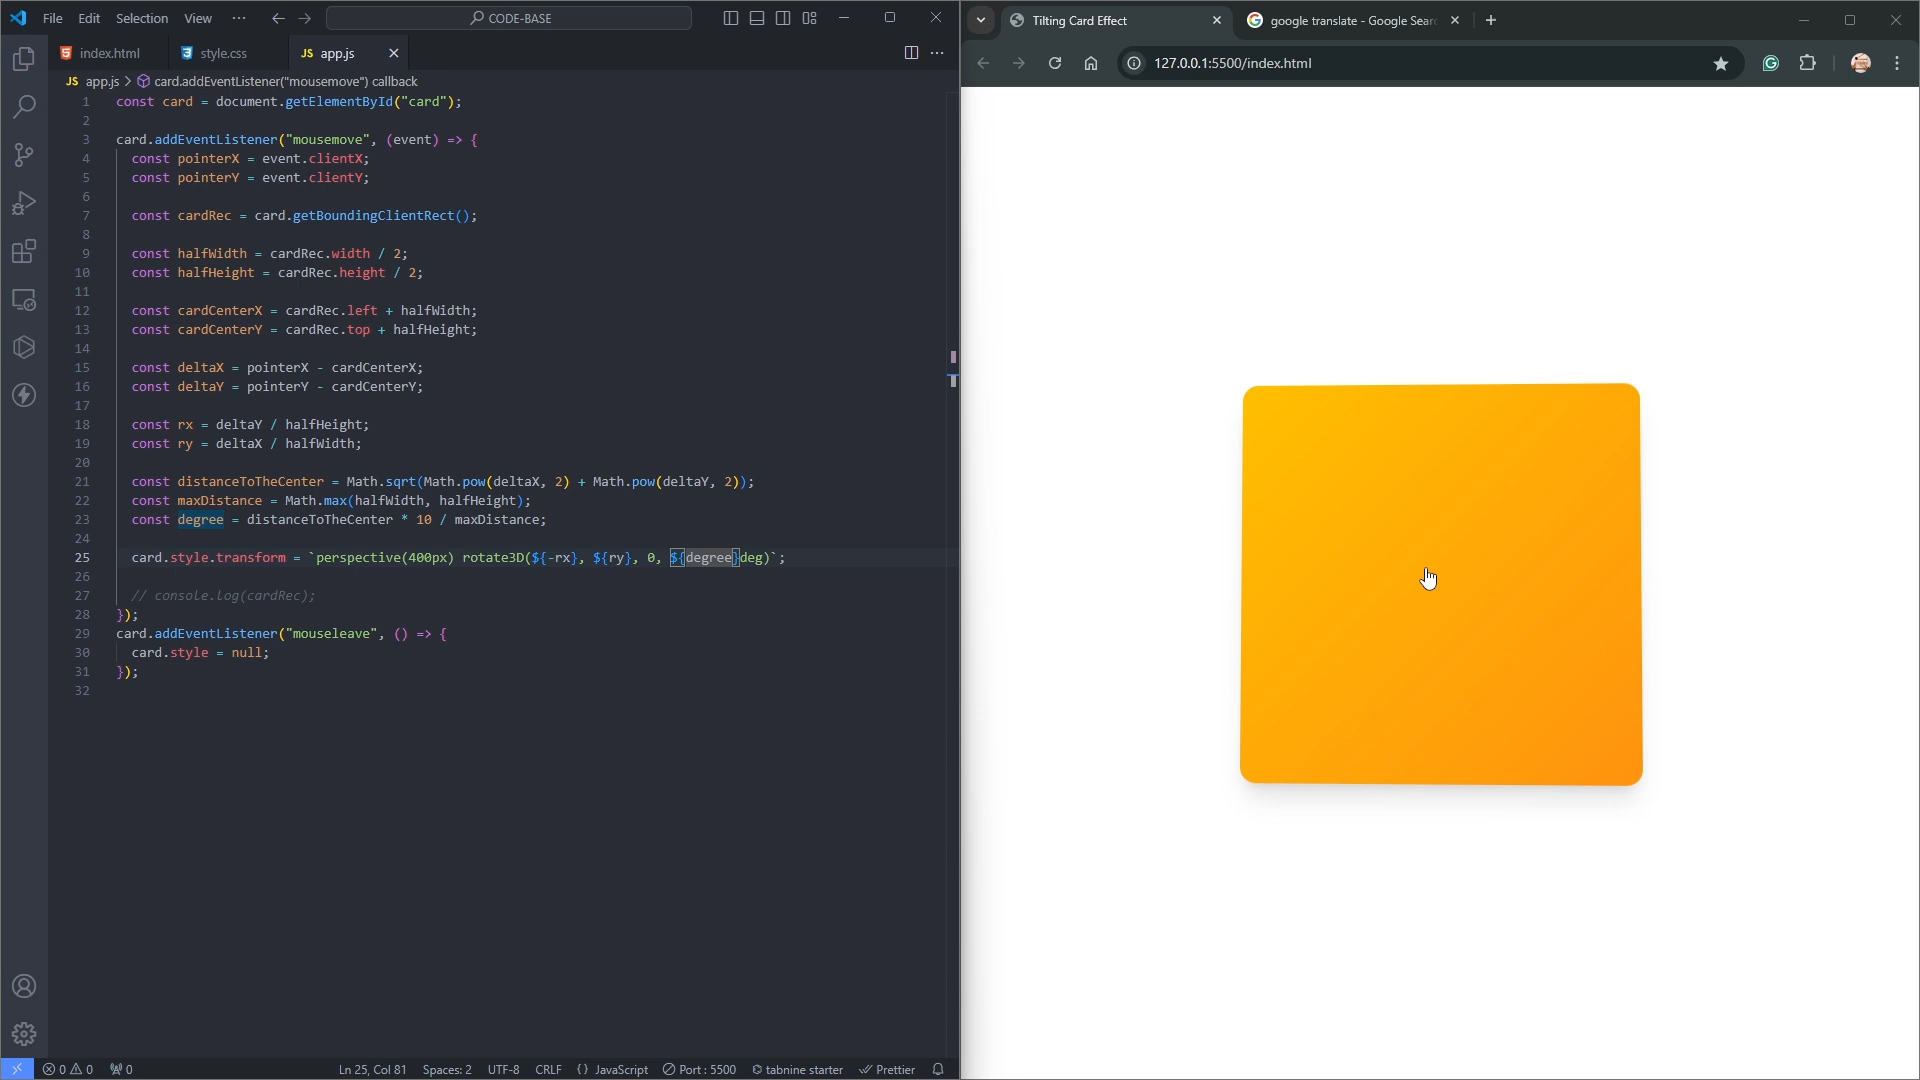 File Edit Selection View ··· CODE-BASE
index.html style.css JS app.js
JS app.js > card.addEventListener("mousemove") callback
1 const card = document.getElementById("card");
2
3 card.addEventListener("mousemove", (event) => {
4 const pointerX = event.clientX;
5 const pointerY = event.clientY;
6
7 const cardRec = card.getBoundingClientRect();
8
9 const halfWidth = cardRec.width / 2;
10 const halfHeight = cardRec.height / 2;
11
12 const cardCenterX = cardRec.left + halfWidth;
13 const cardCenterY = cardRec.top + halfHeight;
14
15 const deltaX = pointerX - cardCenterX;
16 const deltaY = pointerY - cardCenterY;
17
18 const rx = deltaY / halfHeight;
19 const ry = deltaX / halfWidth;
20
21 const distanceToTheCenter = Math.sqrt(Math.pow(deltaX, 2) + Math.pow(deltaY, 2));
22 const maxDistance = Math.max(halfWidth, halfHeight);
23 const degree = distanceToTheCenter * 10 / maxDistance;
24
25 card.style.transform = `perspective(400px) rotate3D(${-rx}, ${ry}, 0, ${degree}deg)`;
26
27 // console.log(cardRec);
28 });
29 card.addEventListener("mouseleave", () => {
30 card.style = null;
31 });
32
0 0 0 Ln 25, Col 81 Spaces: 2 UTF-8 CRLF {} JavaScript Port : 5500 tabnine starter Prettier
Tilting Card Effect google translate - Google Sear
127.0.0.1:5500/index.html